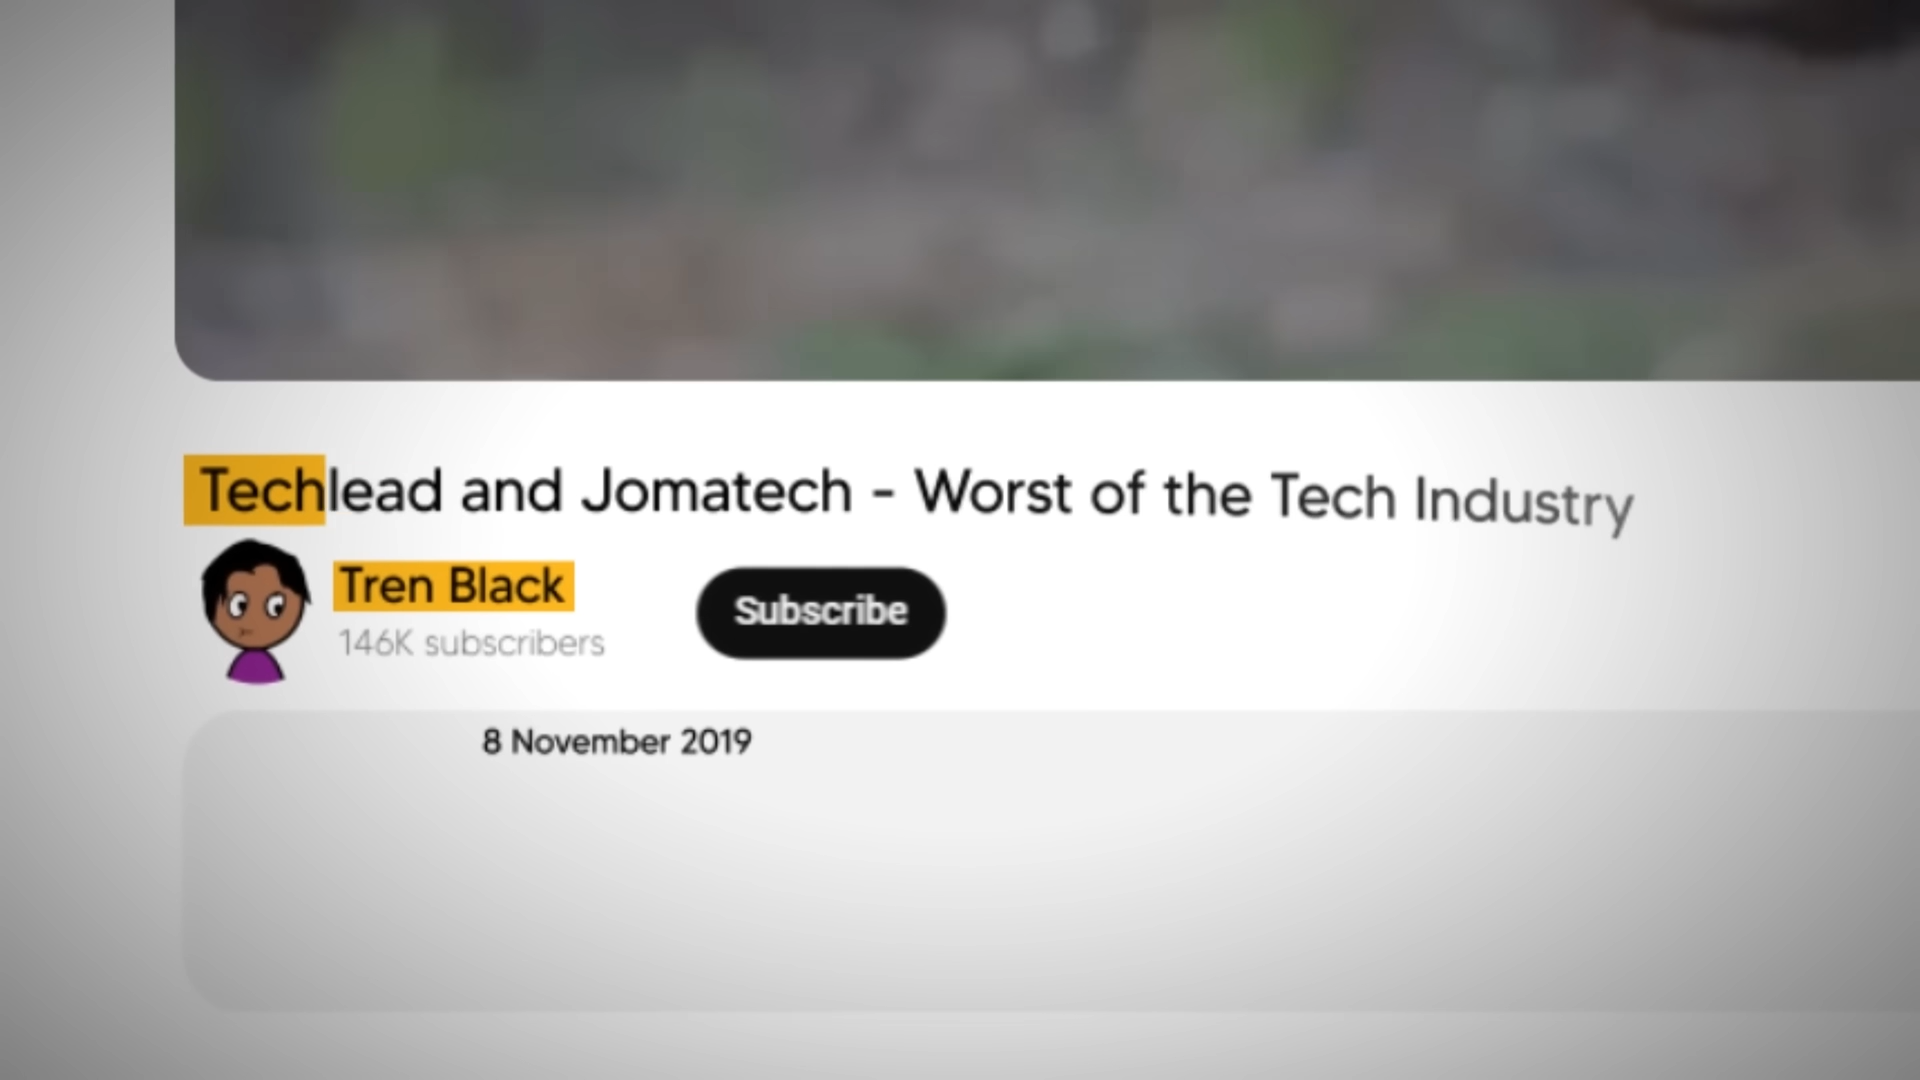 Techlead and Jomatech - Worst of the Tech Industry
Tren Black
146K subscribers
Subscribe
8 November 2019